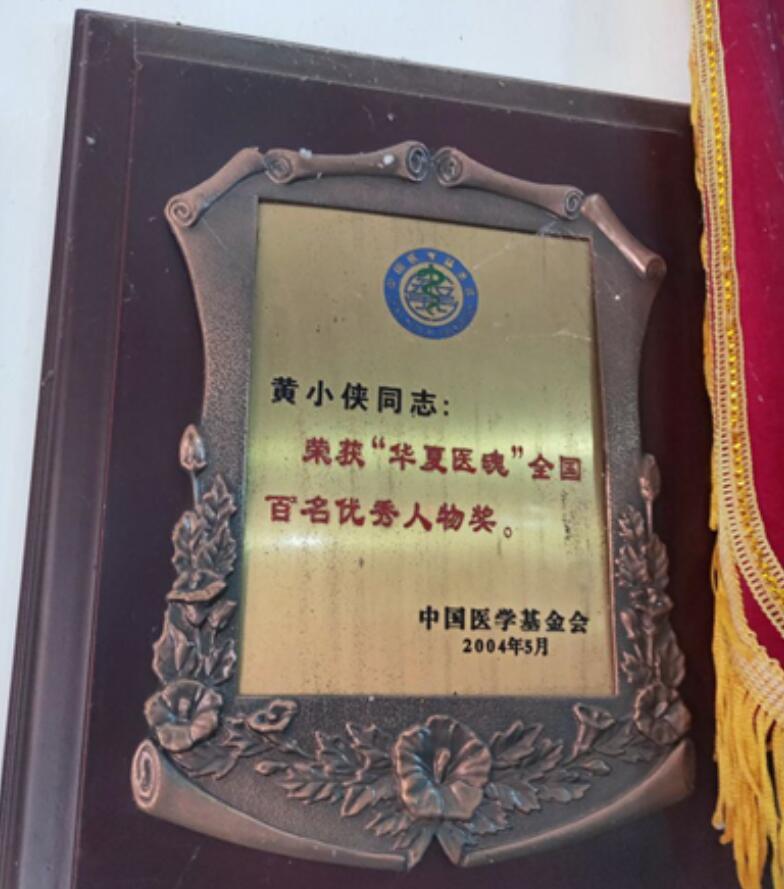 黄小侠同志：
荣获“华夏医魂”全国
百名优秀人物奖。
中国医学基金会
2004年5月